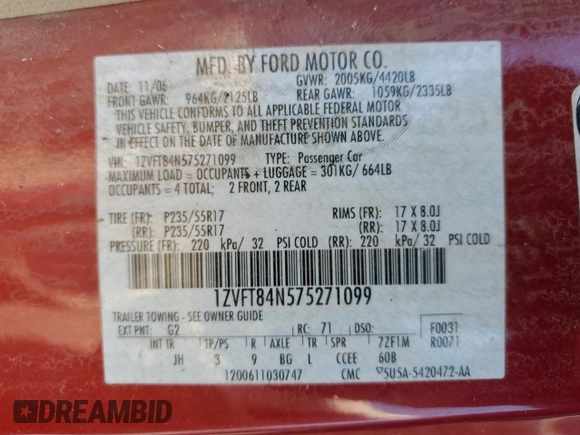 MFD. BY FORD MOTOR CO.
DATE: 11/06 GVWR: 2005KG/4420LB
FRONT GAWR: 964KG/2125LB REAR GAWR: 1059KG/2335LB
"THIS VEHICLE CONFORMS TO ALL APPLICABLE FEDERAL MOTOR
VEHICLE SAFETY, BUMPER, AND THEFT PREVENTION STANDARDS
IN EFFECT ON THE DATE OF MANUFACTURE SHOWN ABOVE."
VIN: 1ZVFT84N575271099 TYPE: Passenger Car
MAXIMUM LOAD = OCCUPANTS + LUGGAGE = 301KG/ 664LB
OCCUPANTS = 4 TOTAL; 2 FRONT, 2 REAR
TIRE (FR): P235/55R17 RIMS (FR): 17 X 8.0J
(RR): P235/55R17 (RR): 17 X 8.0J
PRESSURE (FR): 220 kPa/ 32 PSI COLD (RR): 220 kPa/ 32 PSI COLD
1ZVFT84N575271099
TRAILER TOWING - SEE OWNER GUIDE
EXT PNT: G2 RC: 71 DSO: F0031
INT TR TP/PS R AXLE TR SPR 7ZF1M R0071
JH 3 9 BG L CCEE 60B
1200611030747 CMC 5U5A-5420472-AA
DREAMBID